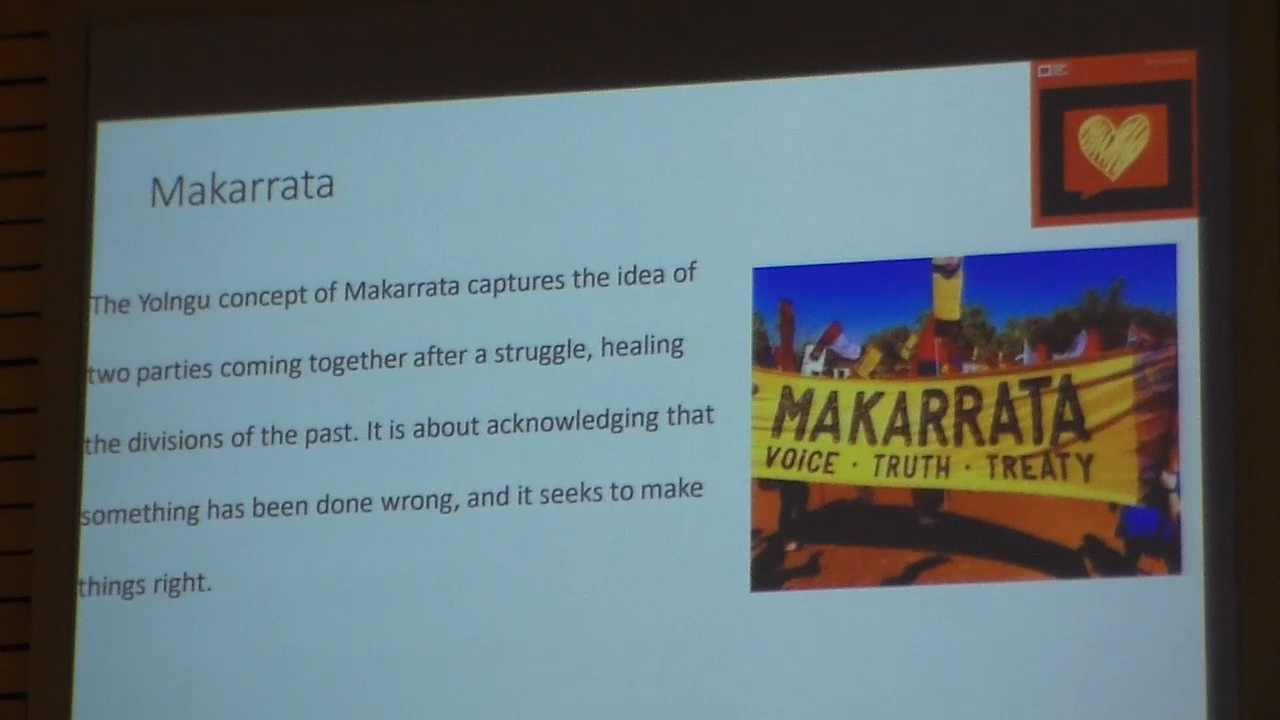 Makarrata
The Yolngu concept of Makarrata captures the idea of
two parties coming together after a struggle, healing
the divisions of the past. It is about acknowledging that
something has been done wrong, and it seeks to make
things right.
MAKARRATA
VOICE · TRUTH · TREATY